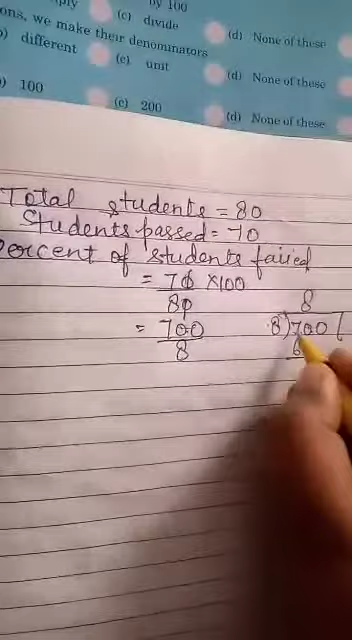 by 100
(c) divide
(d) None of these
ons, we make their denominators
different
(c) unit
(d) None of these
100
(c) 200
(d) None of these
Total students = 80
Students passed = 70
Percent of students failed
= 70 × 100
80
= 700
8
8
8)700(
6